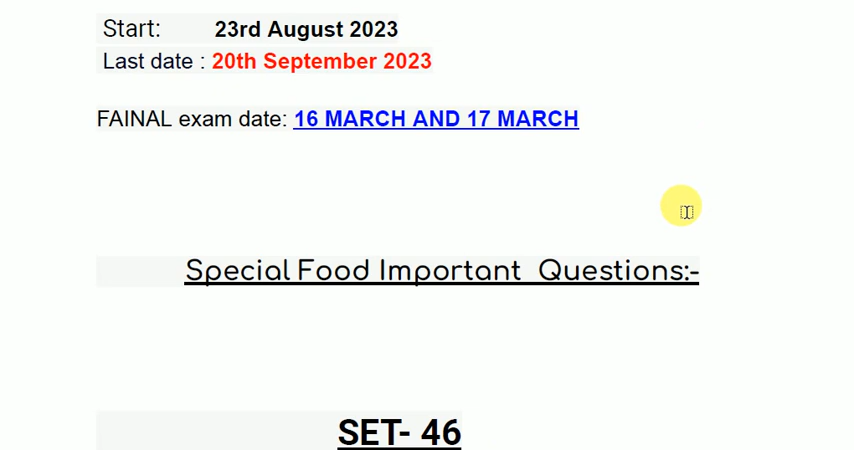 Start: 23rd August 2023
Last date : 20th September 2023
FAINAL exam date: 16 MARCH AND 17 MARCH
Special Food Important Questions:-
SET- 46